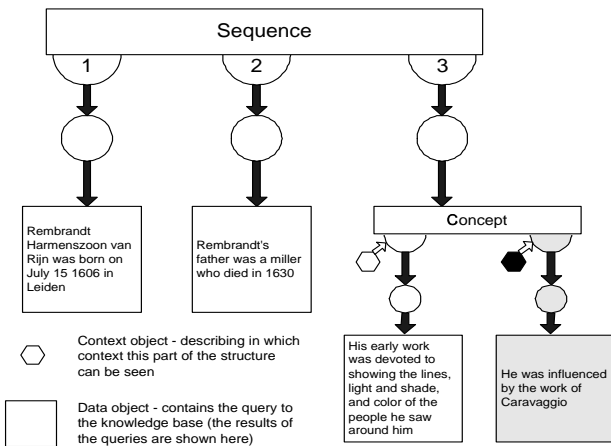 Sequence
1
2
3
Rembrandt
Harmenszoon van
Rijn was born on
July 15 1606 in
Leiden
Rembrandt's
father was a miller
who died in 1630
Concept
His early work
was devoted to
showing the lines,
light and shade,
and color of the
people he saw
around him
He was influenced
by the work of
Caravaggio
Context object - describing in which
context this part of the structure
can be seen
Data object - contains the query to
the knowledge base (the results of
the queries are shown here)